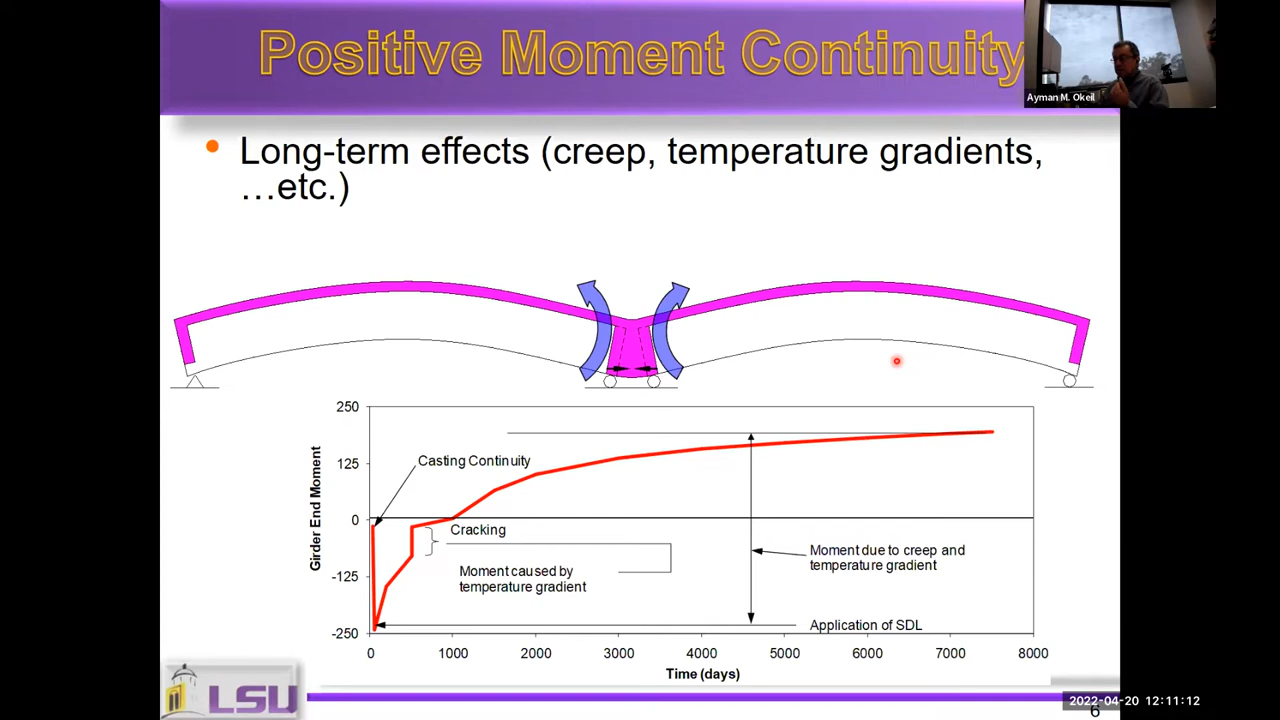 Positive Moment Continuity
Ayman M. Okeil
• Long-term effects (creep, temperature gradients,
…etc.)
250
125
0
-125
-250
Girder End Moment
Casting Continuity
Cracking
Moment caused by
temperature gradient
Moment due to creep and
temperature gradient
Application of SDL
0 1000 2000 3000 4000 5000 6000 7000 8000
Time (days)
LSU
2022-04-20 12:11:12
6